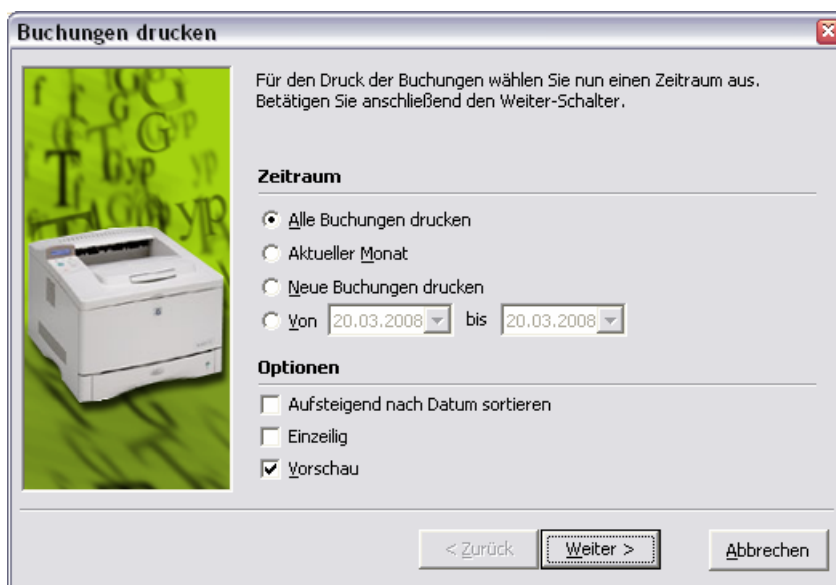 Buchungen drucken
Für den Druck der Buchungen wählen Sie nun einen Zeitraum aus.
Betätigen Sie anschließend den Weiter-Schalter.
Zeitraum
Alle Buchungen drucken
Aktueller Monat
Neue Buchungen drucken
Von 20.03.2008 bis 20.03.2008
Optionen
Aufsteigend nach Datum sortieren
Einzeilig
Vorschau
< Zurück Weiter > Abbrechen